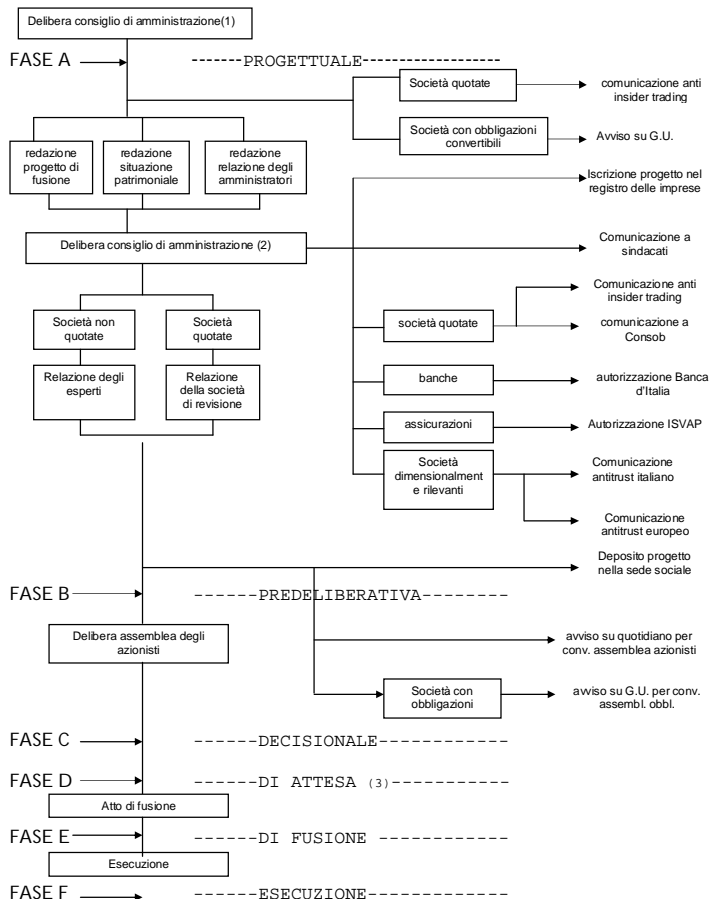 Delibera consiglio di amministrazione(1)
FASE A
------PROGETTUALE-----------------
Società quotate
comunicazione anti
insider trading
Società con obbligazioni
convertibili
Avviso su G.U.
redazione
progetto di
fusione
redazione
situazione
patrimoniale
redazione
relazione degli
amministratori
Iscrizione progetto nel
registro delle imprese
Delibera consiglio di amministrazione (2)
Comunicazione a
sindacati
Comunicazione anti
insider trading
Società non
quotate
Società
quotate
società quotate
comunicazione a
Consob
Relazione degli
esperti
Relazione
della società
di revisione
banche
autorizzazione Banca
d'Italia
assicurazioni
Autorizzazione ISVAP
Società
dimensionalment
e rilevanti
Comunicazione
antitrust italiano
Comunicazione
antitrust europeo
Deposito progetto
nella sede sociale
FASE B
------PREDELIBERATIVA--------
Delibera assemblea degli
azionisti
avviso su quotidiano per
conv. assemblea azionisti
Società con
obbligazioni
avviso su G.U. per conv.
assembl. obbl.
FASE C
------DECISIONALE------------
FASE D
------DI ATTESA (3)-----------
Atto di fusione
FASE E
------DI FUSIONE ------------
Esecuzione
FASE F
------ESECUZIONE-------------